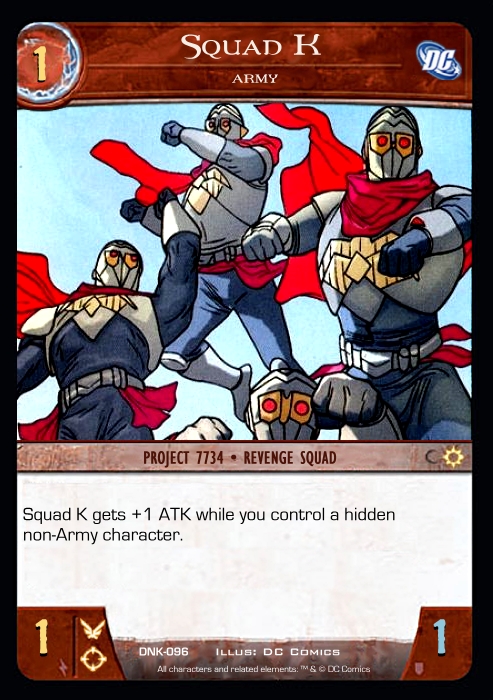 1
Squad K
DC
ARMY
PROJECT 7734 • REVENGE SQUAD
Squad K gets +1 ATK while you control a hidden
non-Army character.
1
DNK-096 Illus: DC Comics
1
All characters and related elements: ™ & © DC Comics